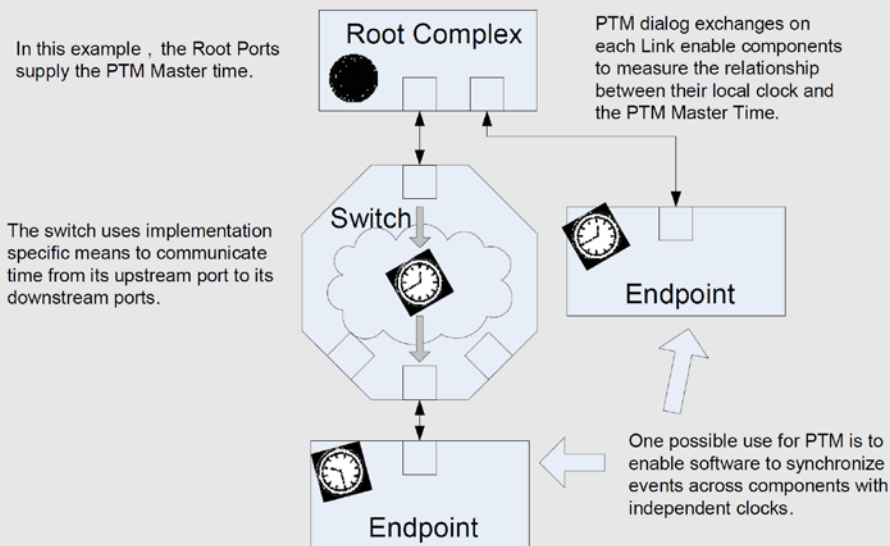 In this example , the Root Ports
supply the PTM Master time.
Root Complex
PTM dialog exchanges on
each Link enable components
to measure the relationship
between their local clock and
the PTM Master Time.
The switch uses implementation
specific means to communicate
time from its upstream port to its
downstream ports.
Switch
Endpoint
One possible use for PTM is to
enable software to synchronize
events across components with
independent clocks.
Endpoint